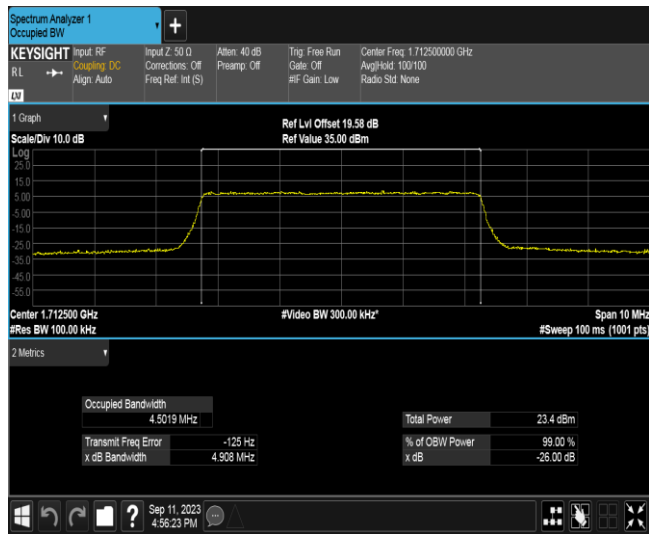 Spectrum Analyzer 1
Occupied BW
+
KEYSIGHT
RL
LXI
Input: RF
Coupling: DC
Align: Auto
Input Z: 50 Ω
Corrections: Off
Freq Ref: Int (S)
Atten: 40 dB
Preamp: Off
Trig: Free Run
Gate: Off
#IF Gain: Low
Center Freq: 1.712500000 GHz
Avg|Hold: 100/100
Radio Std: None
1 Graph
Scale/Div 10.0 dB
Ref Lvl Offset 19.58 dB
Ref Value 35.00 dBm
Log
25.0
15.0
5.00
-5.00
-15.0
-25.0
-35.0
-45.0
-55.0
Center 1.712500 GHz
#Res BW 100.00 kHz
#Video BW 300.00 kHz*
Span 10 MHz
#Sweep 100 ms (1001 pts)
2 Metrics
Occupied Bandwidth
4.5019 MHz
Transmit Freq Error -125 Hz
x dB Bandwidth 4.908 MHz
Total Power 23.4 dBm
% of OBW Power 99.00 %
x dB -26.00 dB
?
Sep 11, 2023
4:56:23 PM